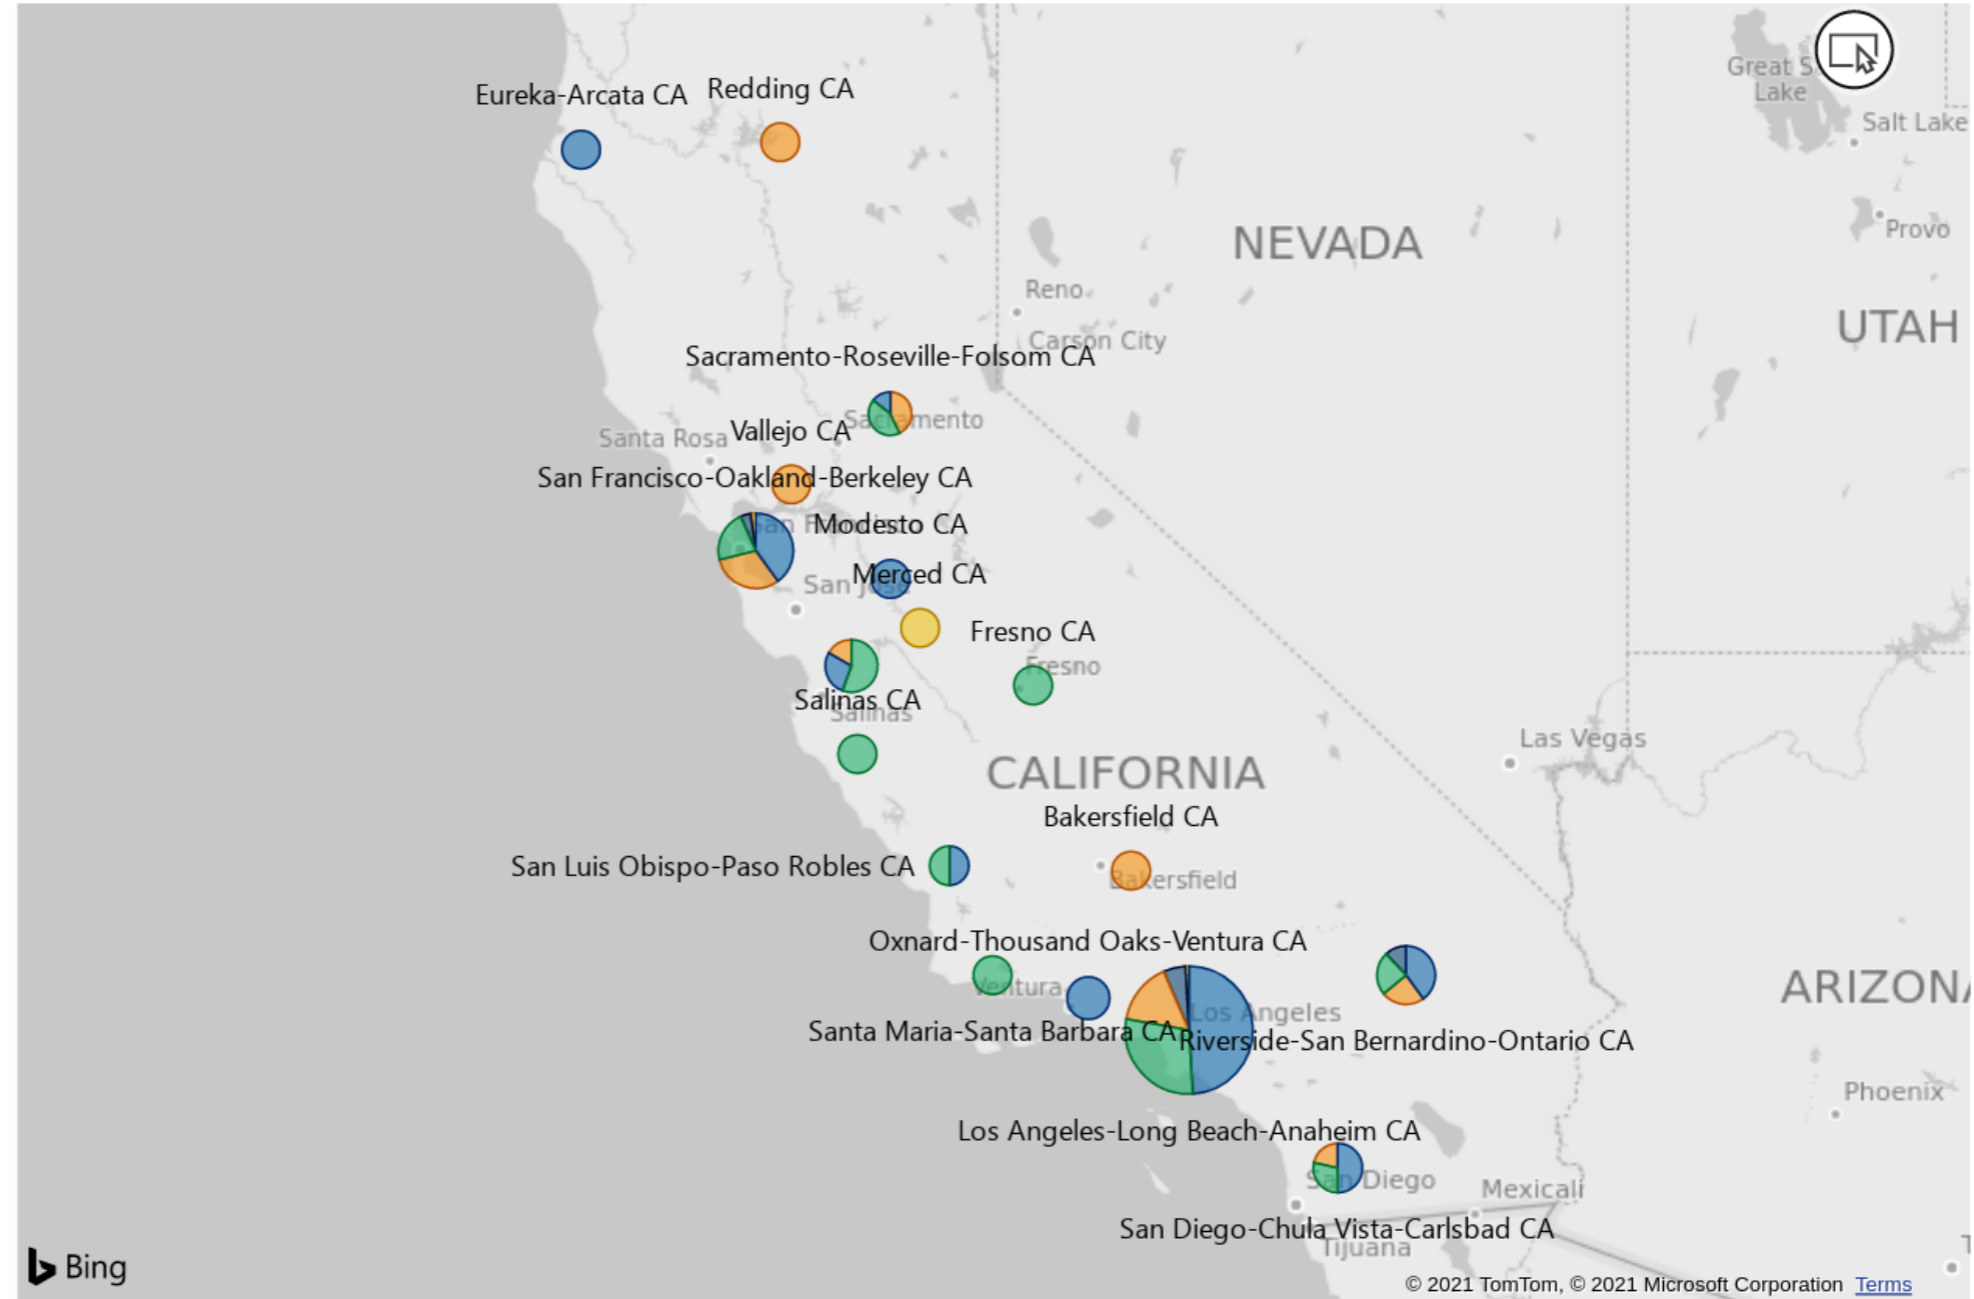 Great S
Lake
Salt Lake
Eureka-Arcata CA
Redding CA
Provo
NEVADA
Reno
UTAH
Carson City
Sacramento-Roseville-Folsom CA
Sacramento
Vallejo CA
Santa Rosa
San Francisco-Oakland-Berkeley CA
San Francisco
Modesto CA
Merced CA
San Jose
Fresno CA
Fresno
Salinas CA
Salinas
Las Vegas
CALIFORNIA
Bakersfield CA
San Luis Obispo-Paso Robles CA
Bakersfield
Oxnard-Thousand Oaks-Ventura CA
Ventura
ARIZONA
Los Angeles
Santa Maria-Santa Barbara CA
Riverside-San Bernardino-Ontario CA
Phoenix
Los Angeles-Long Beach-Anaheim CA
San Diego
Mexicali
San Diego-Chula Vista-Carlsbad CA
Tijuana
Bing
© 2021 TomTom, © 2021 Microsoft Corporation Terms